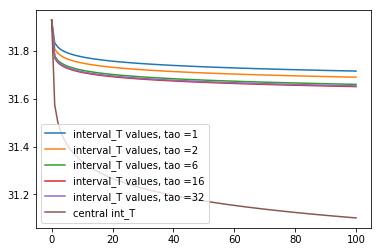 31.8
31.6
31.4
31.2
interval_T values, tao =1
interval_T values, tao =2
interval_T values, tao =6
interval_T values, tao =16
interval_T values, tao =32
central int_T
0
20
40
60
80
100